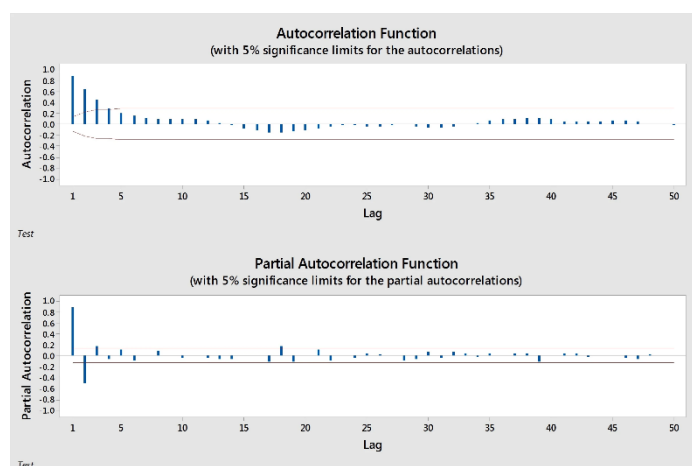 Autocorrelation Function
(with 5% significance limits for the autocorrelations)
Autocorrelation
1.0
0.8
0.6
0.4
0.2
0.0
-0.2
-0.4
-0.6
-0.8
-1.0
1 5 10 15 20 25 30 35 40 45 50
Lag
Test
Partial Autocorrelation Function
(with 5% significance limits for the partial autocorrelations)
Partial Autocorrelation
1.0
0.8
0.6
0.4
0.2
0.0
-0.2
-0.4
-0.6
-0.8
1.0
1 5 10 15 20 25 30 35 40 45 50
Lag
Test